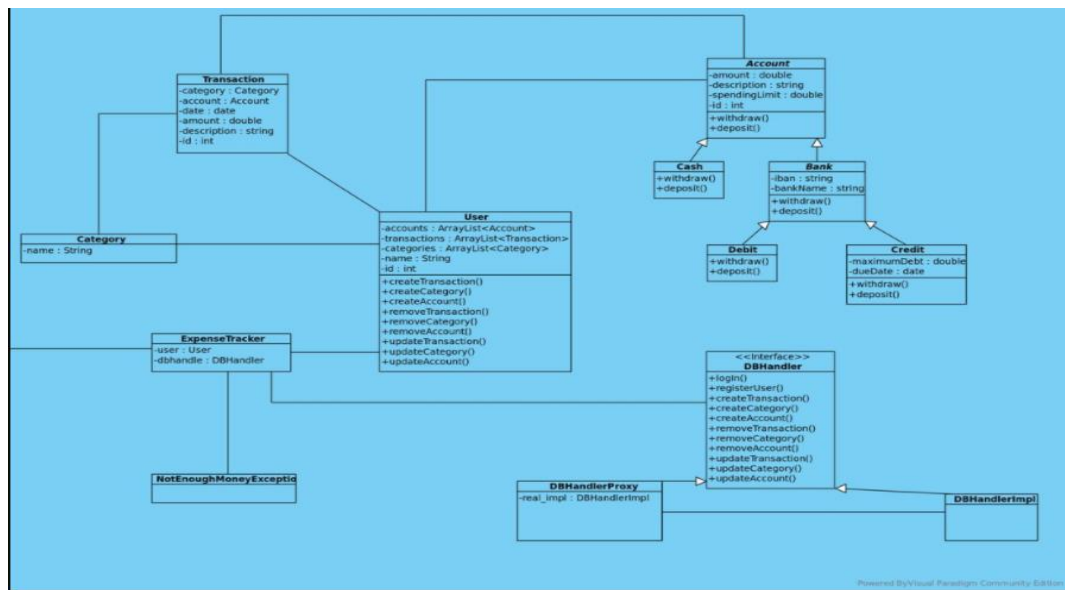 Transaction
-category : Category
-account : Account
-date : date
-amount : double
-description : string
-id : int
Account
-amount : double
-description : string
-spendingLimit : double
-id : int
+withdraw()
+deposit()
Cash
+withdraw()
+deposit()
Bank
-iban : string
-bankName : string
+withdraw()
+deposit()
Category
-name : String
User
-accounts : ArrayList<Account>
-transactions : ArrayList<Transaction>
-categories : ArrayList<Category>
-name : String
-id : int
+createTransaction()
+createCategory()
+createAccount()
+removeTransaction()
+removeCategory()
+removeAccount()
+updateTransaction()
+updateCategory()
+updateAccount()
Debit
+withdraw()
+deposit()
Credit
-maximumDebt : double
-dueDate : date
+withdraw()
+deposit()
ExpenseTracker
-user : User
-dbhandle : DBHandler
<<Interface>>
DBHandler
+login()
+registerUser()
+createTransaction()
+createCategory()
+createAccount()
+removeTransaction()
+removeCategory()
+removeAccount()
+updateTransaction()
+updateCategory()
+updateAccount()
NotEnoughMoneyExceptio
DBHandlerProxy
-real_impl : DBHandlerImpl
DBHandlerImpl
Powered By Visual Paradigm Community Edition